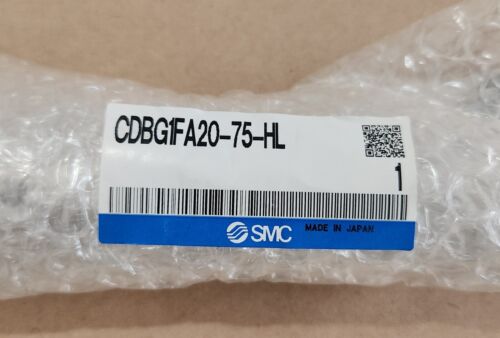 CDBG1FA20-75-HL
1
SMC MADE IN JAPAN